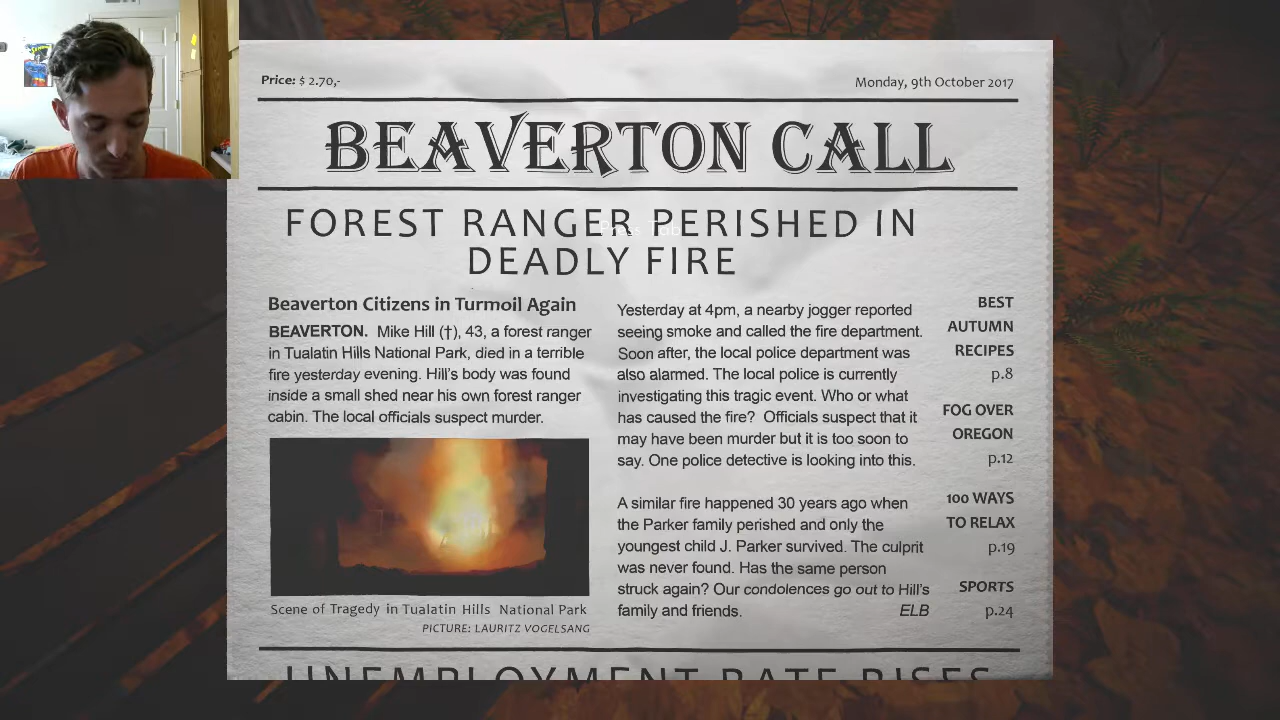 Price: $ 2.70,-
Monday, 9th October 2017
BEAVERTON CALL
FOREST RANGER PERISHED IN
DEADLY FIRE
Press Tab
Beaverton Citizens in Turmoil Again
BEAVERTON. Mike Hill (†), 43, a forest ranger
in Tualatin Hills National Park, died in a terrible
fire yesterday evening. Hill's body was found
inside a small shed near his own forest ranger
cabin. The local officials suspect murder.
Scene of Tragedy in Tualatin Hills National Park
PICTURE: LAURITZ VOGELSANG
Yesterday at 4pm, a nearby jogger reported
seeing smoke and called the fire department.
Soon after, the local police department was
also alarmed. The local police is currently
investigating this tragic event. Who or what
has caused the fire? Officials suspect that it
may have been murder but it is too soon to
say. One police detective is looking into this.
A similar fire happened 30 years ago when
the Parker family perished and only the
youngest child J. Parker survived. The culprit
was never found. Has the same person
struck again? Our condolences go out to Hill's
family and friends.
ELB
BEST
AUTUMN
RECIPES
p.8
FOG OVER
OREGON
p.12
100 WAYS
TO RELAX
p.19
SPORTS
p.24
UNEMPLOYMENT RATE RISES